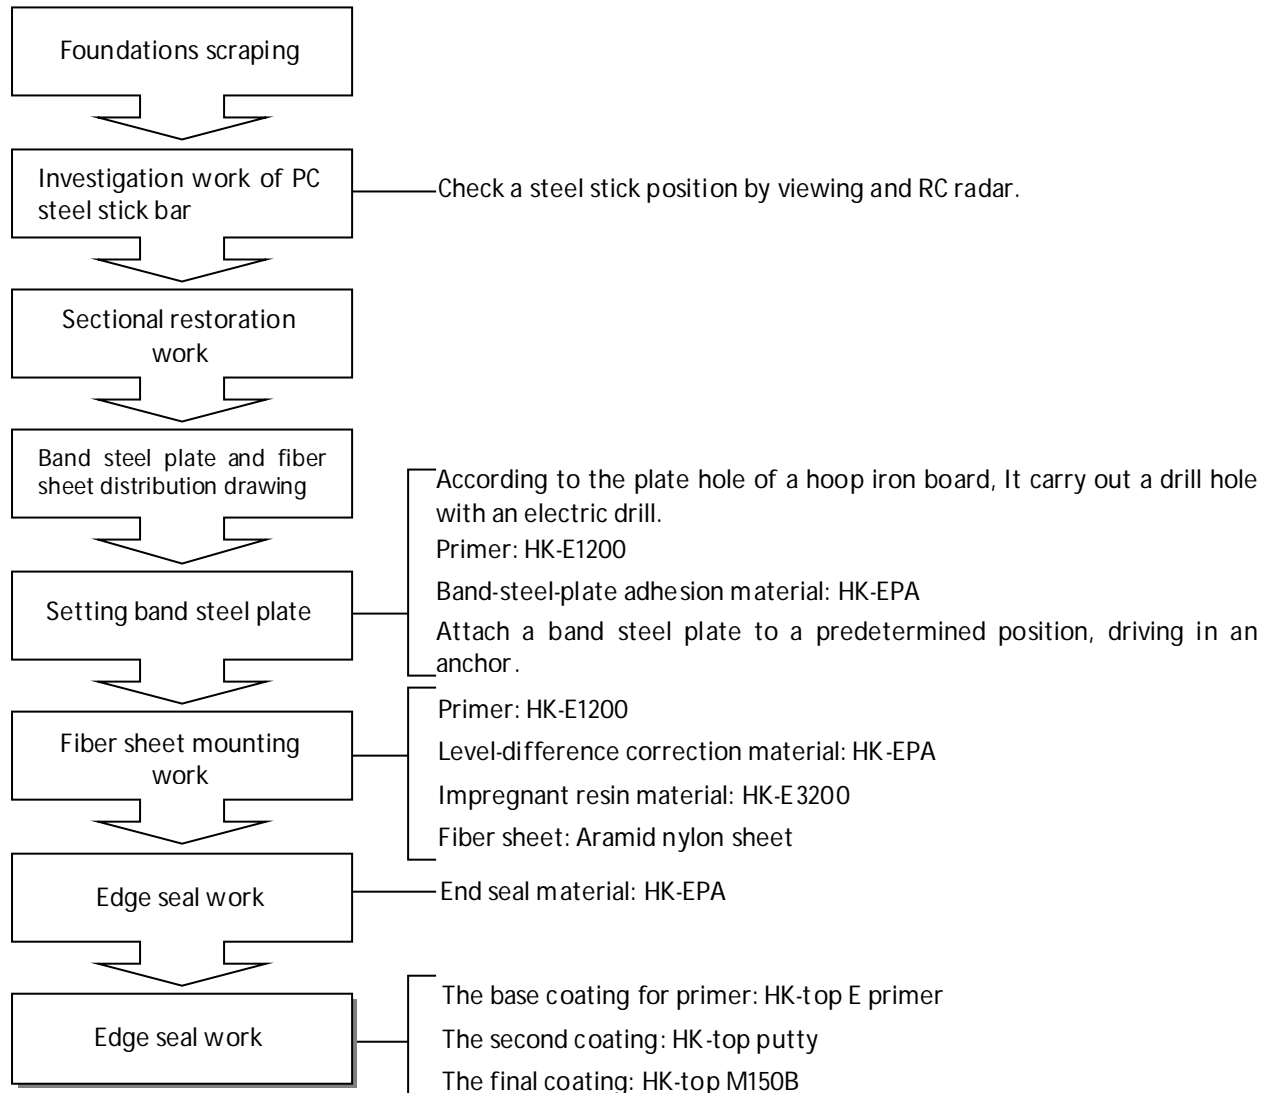 Foundations scraping
Investigation work of PC
steel stick bar
Check a steel stick position by viewing and RC radar.
Sectional restoration
work
Band steel plate and fiber
sheet distribution drawing
According to the plate hole of a hoop iron board, It carry out a drill hole
with an electric drill.
Primer: HK-E1200
Band-steel-plate adhesion material: HK-EPA
Attach a band steel plate to a predetermined position, driving in an
anchor.
Setting band steel plate
Primer: HK-E1200
Level-difference correction material: HK-EPA
Impregnant resin material: HK-E3200
Fiber sheet: Aramid nylon sheet
Fiber sheet mounting
work
Edge seal work
End seal material: HK-EPA
Edge seal work
The base coating for primer: HK-top E primer
The second coating: HK-top putty
The final coating: HK-top M150B